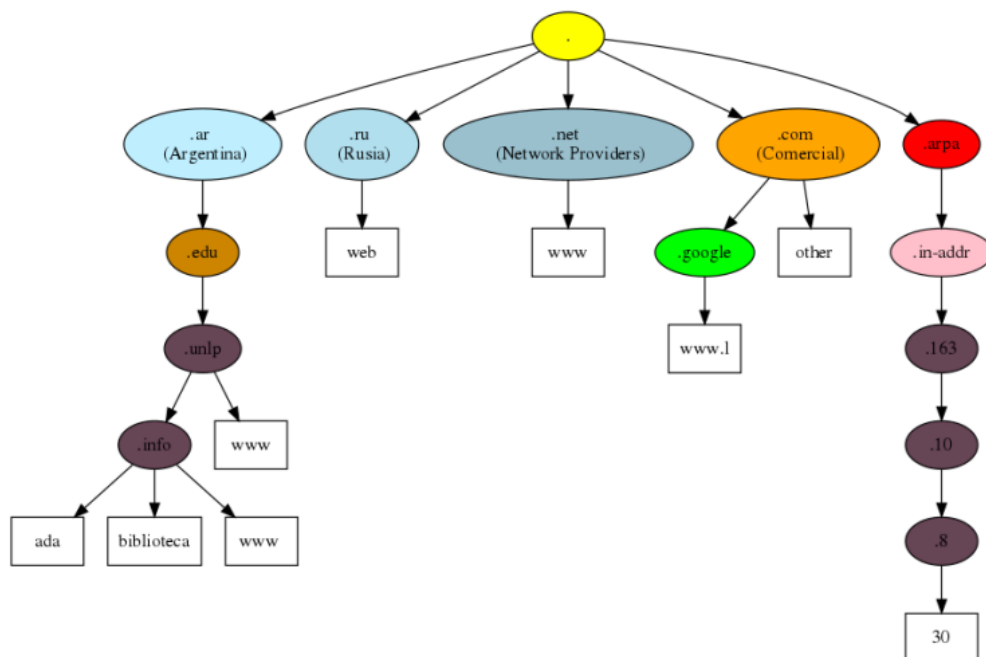 .
.ar
(Argentina)
.ru
(Rusia)
.net
(Network Providers)
.com
(Comercial)
.arpa
.edu
web
www
.google
other
.in-addr
.unlp
www.l
.163
.info
www
.10
ada
biblioteca
www
.8
30